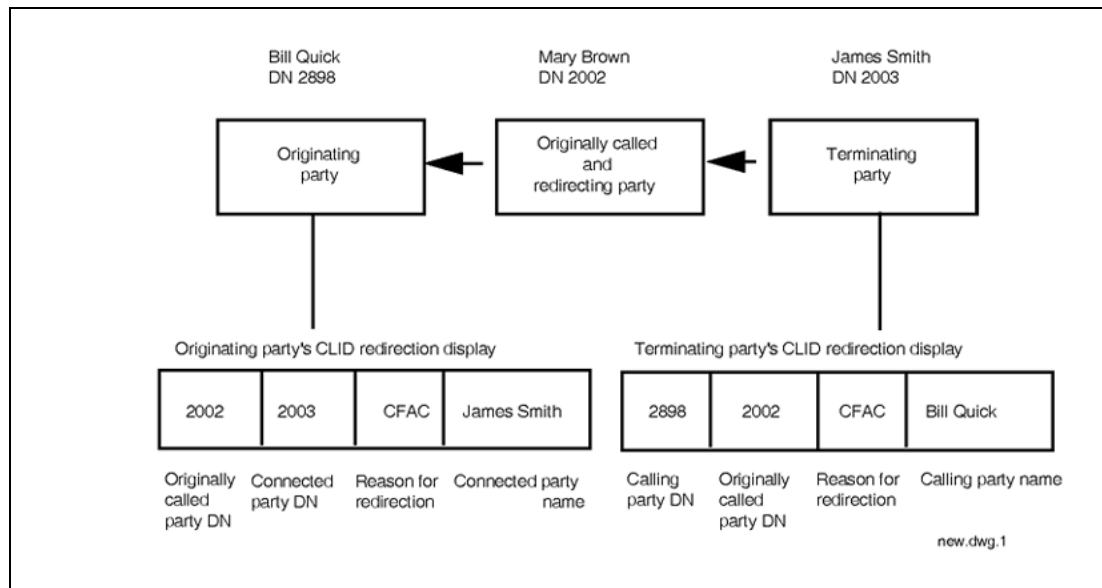 Bill Quick
DN 2898
Mary Brown
DN 2002
James Smith
DN 2003
Originating
party
Originally called
and
redirecting party
Terminating
party
Originating party's CLID redirection display
2002 2003 CFAC James Smith
Originally
called
party DN
Connected
party DN
Reason for
redirection
Connected party
name
Terminating party's CLID redirection display
2898 2002 CFAC Bill Quick
Calling
party DN
Originally
called
party DN
Reason for
redirection
Calling party name
new.dwg.1